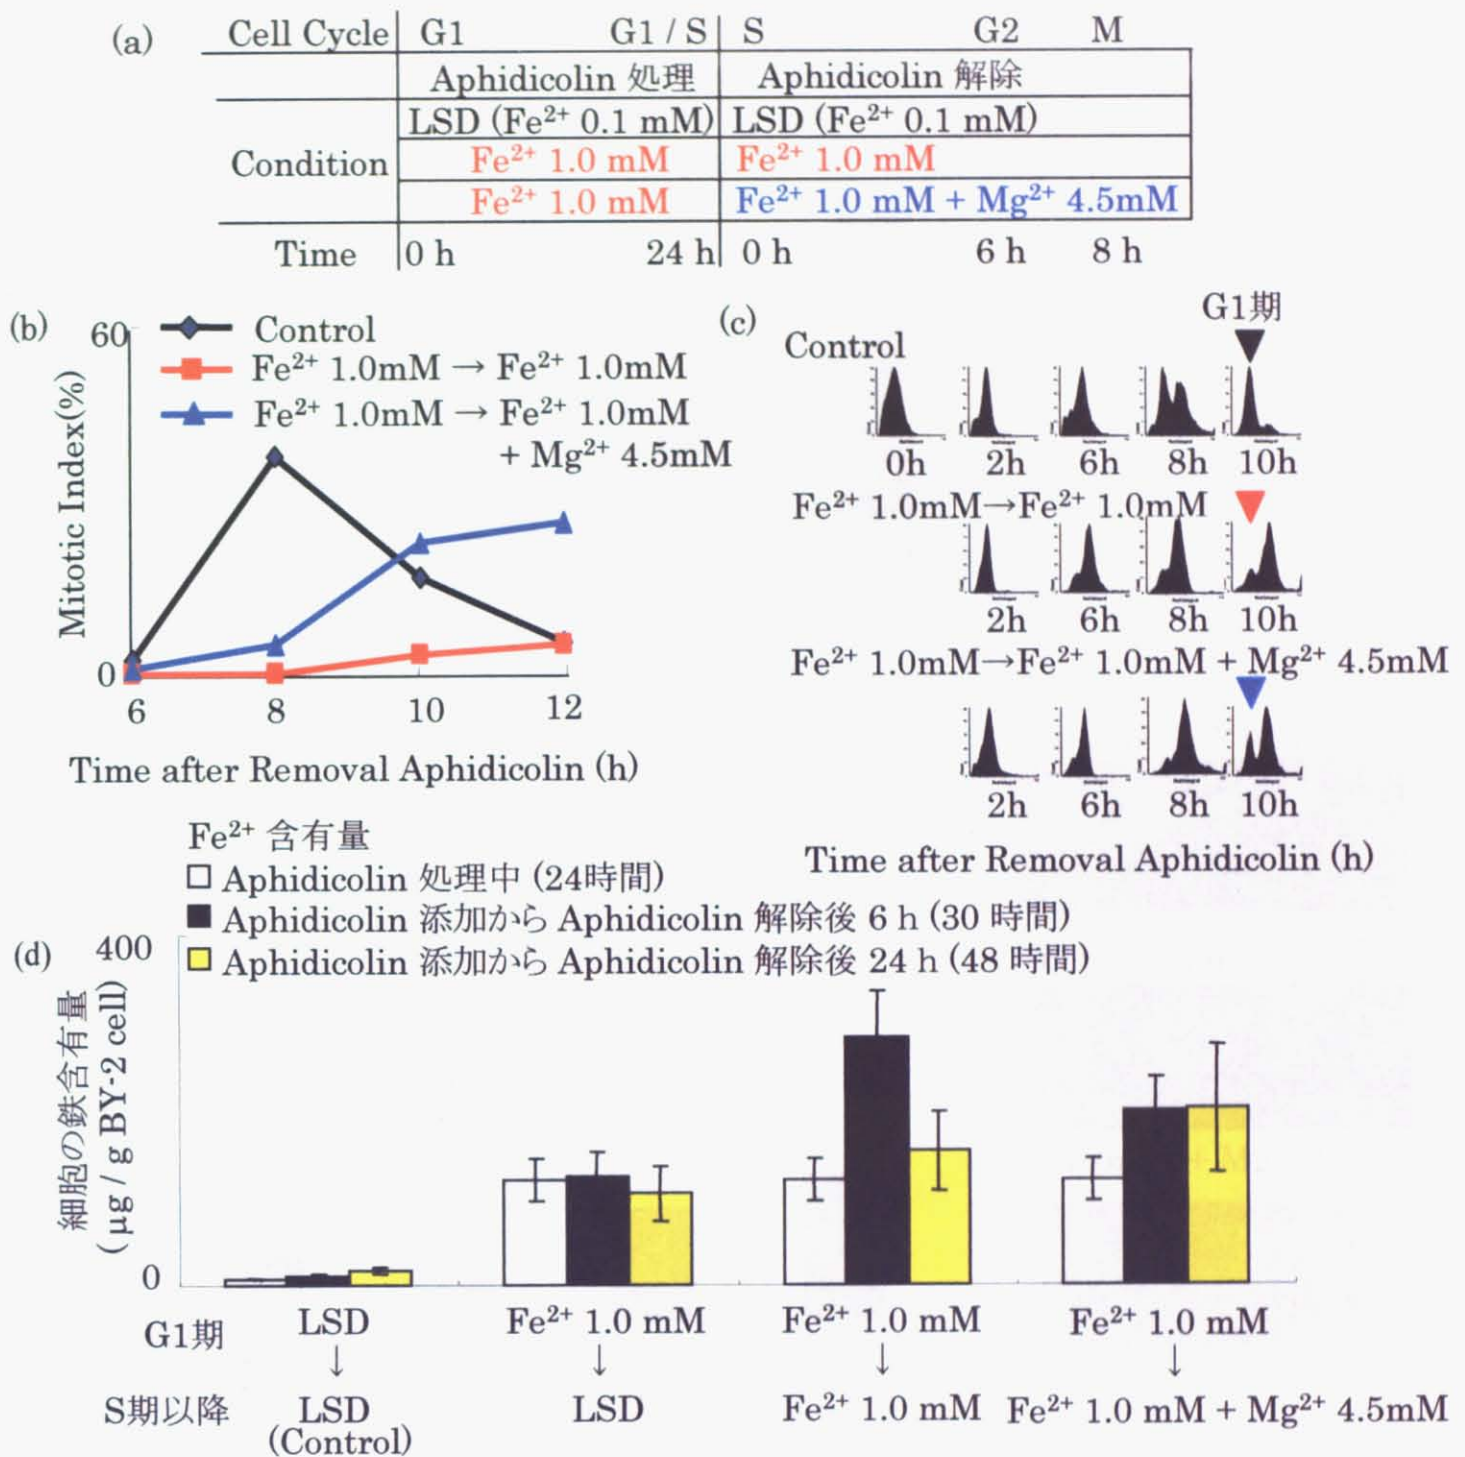 (a)
Cell Cycle G1 G1 / S S G2 M
Aphidicolin 処理 Aphidicolin 解除
LSD (Fe²⁺ 0.1 mM) LSD (Fe²⁺ 0.1 mM)
Condition Fe²⁺ 1.0 mM Fe²⁺ 1.0 mM
Fe²⁺ 1.0 mM Fe²⁺ 1.0 mM + Mg²⁺ 4.5mM
Time 0 h 24 h 0 h 6 h 8 h
(b)
60
Control
Fe²⁺ 1.0mM → Fe²⁺ 1.0mM
Fe²⁺ 1.0mM → Fe²⁺ 1.0mM
+ Mg²⁺ 4.5mM
Mitotic Index(%)
0
6 8 10 12
Time after Removal Aphidicolin (h)
(c)
G1期
Control
0h 2h 6h 8h 10h
Fe²⁺ 1.0mM→Fe²⁺ 1.0mM
2h 6h 8h 10h
Fe²⁺ 1.0mM→Fe²⁺ 1.0mM + Mg²⁺ 4.5mM
2h 6h 8h 10h
Time after Removal Aphidicolin (h)
Fe²⁺ 含有量
Aphidicolin 処理中 (24時間)
Aphidicolin 添加から Aphidicolin 解除後 6 h (30 時間)
Aphidicolin 添加から Aphidicolin 解除後 24 h (48 時間)
(d)
400
細胞の鉄含有量
(μg / g BY-2 cell)
0
G1期 LSD Fe²⁺ 1.0 mM Fe²⁺ 1.0 mM Fe²⁺ 1.0 mM
↓ ↓ ↓ ↓
S期以降 LSD LSD Fe²⁺ 1.0 mM Fe²⁺ 1.0 mM + Mg²⁺ 4.5mM
(Control)